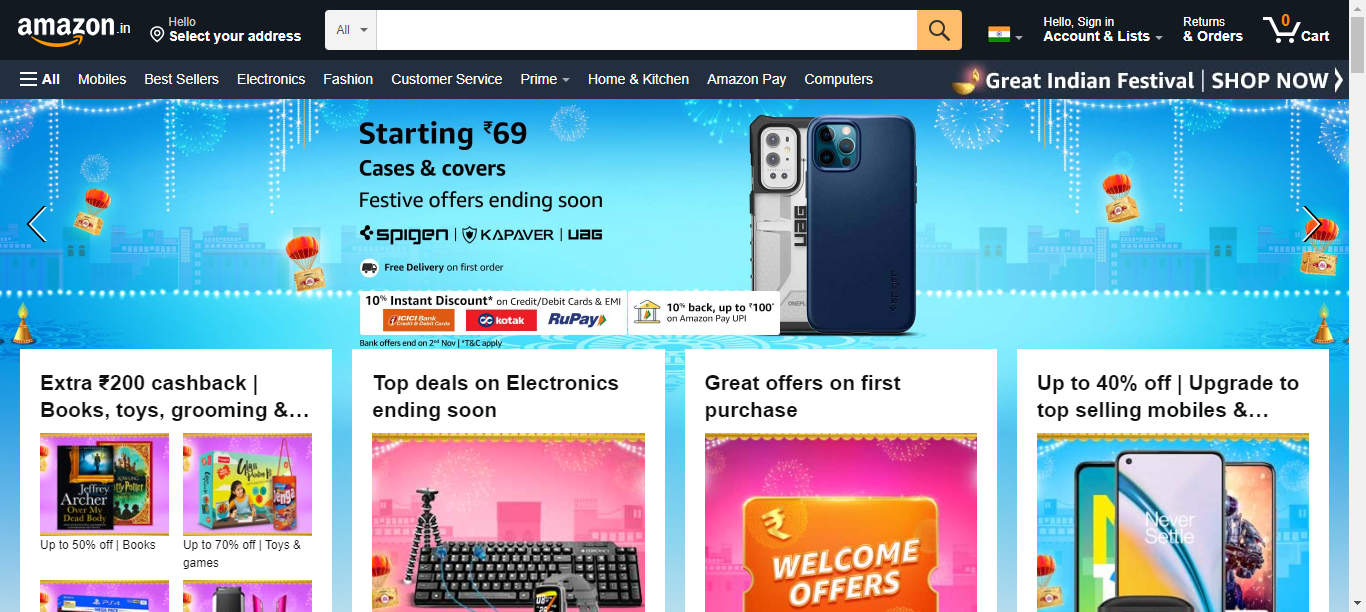 amazon.in
Hello
Select your address
All
Hello, Sign in
Account & Lists
Returns
& Orders
0
Cart
All Mobiles Best Sellers Electronics Fashion Customer Service Prime Home & Kitchen Amazon Pay Computers
Great Indian Festival | SHOP NOW
Starting ₹69
Cases & covers
Festive offers ending soon
spigen | KAPAVER | UAG
Free Delivery on first order
10% Instant Discount* on Credit/Debit Cards & EMI
ICICI Bank
Credit & Debit Cards
kotak
RuPay
10% back, up to ₹100*
on Amazon Pay UPI
Bank offers end on 2nd Nov | *T&C apply
UAG
ONEPL
spigen
Extra ₹200 cashback |
Books, toys, grooming &...
Jeffrey
Archer
Over My
Dead Body
Up to 50% off | Books
Jenga
Up to 70% off | Toys &
games
PS4
Top deals on Electronics
ending soon
Great offers on first
purchase
₹
WELCOME
OFFERS
Up to 40% off | Upgrade to
top selling mobiles &...
Never
Settle